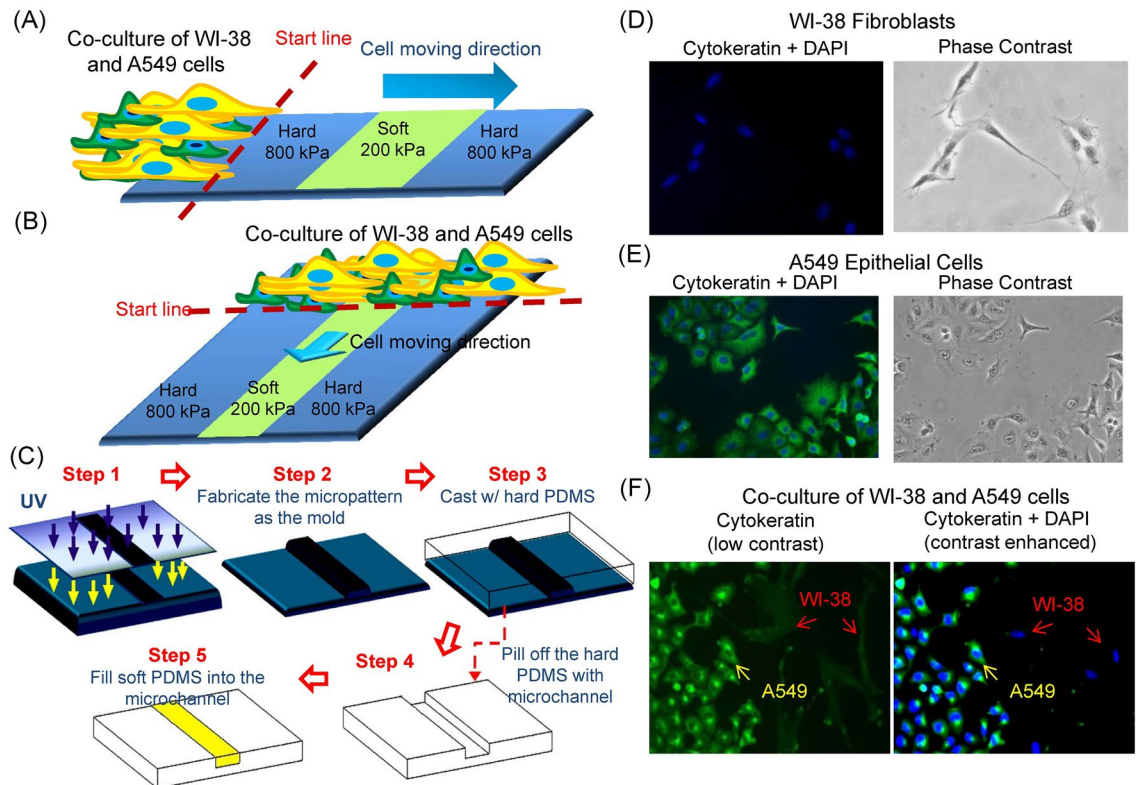 (A)
Co-culture of WI-38
and A549 cells
Start line
Cell moving direction
Hard
800 kPa
Soft
200 kPa
Hard
800 kPa
(B)
Co-culture of WI-38 and A549 cells
Start line
Cell moving direction
Hard
800 kPa
Soft
200 kPa
Hard
800 kPa
(C)
Step 1
UV
Step 2
Fabricate the micropattern
as the mold
Step 3
Cast w/ hard PDMS
Step 4
Pill off the hard
PDMS with
microchannel
Step 5
Fill soft PDMS into the
microchannel
(D)
WI-38 Fibroblasts
Cytokeratin + DAPI
Phase Contrast
(E)
A549 Epithelial Cells
Cytokeratin + DAPI
Phase Contrast
(F)
Co-culture of WI-38 and A549 cells
Cytokeratin
(low contrast)
Cytokeratin + DAPI
(contrast enhanced)
WI-38
A549
WI-38
A549